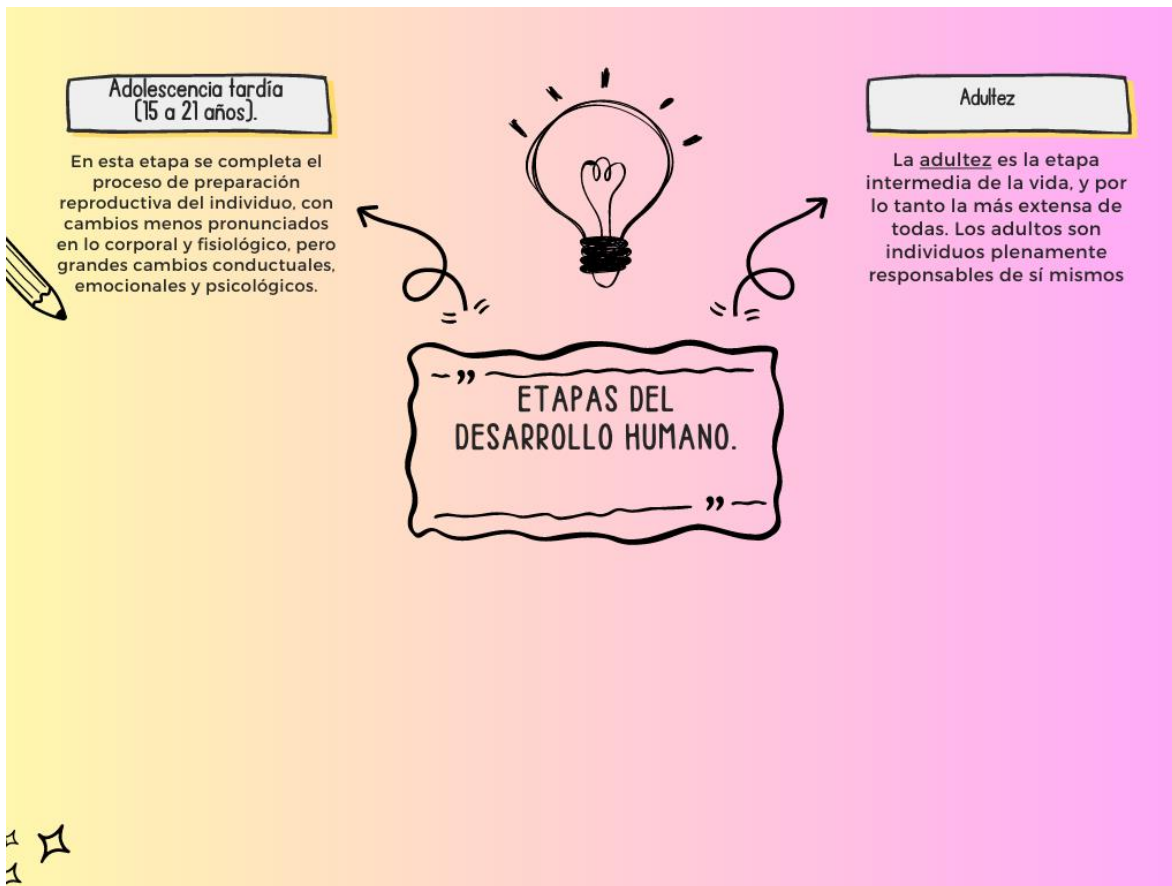 Adolescencia tardía
(15 a 21 años).
En esta etapa se completa el
proceso de preparación
reproductiva del individuo, con
cambios menos pronunciados
en lo corporal y fisiológico, pero
grandes cambios conductuales,
emocionales y psicológicos.
Adultez
La adultez es la etapa
intermedia de la vida, y por
lo tanto la más extensa de
todas. Los adultos son
individuos plenamente
responsables de sí mismos
ETAPAS DEL
DESARROLLO HUMANO.